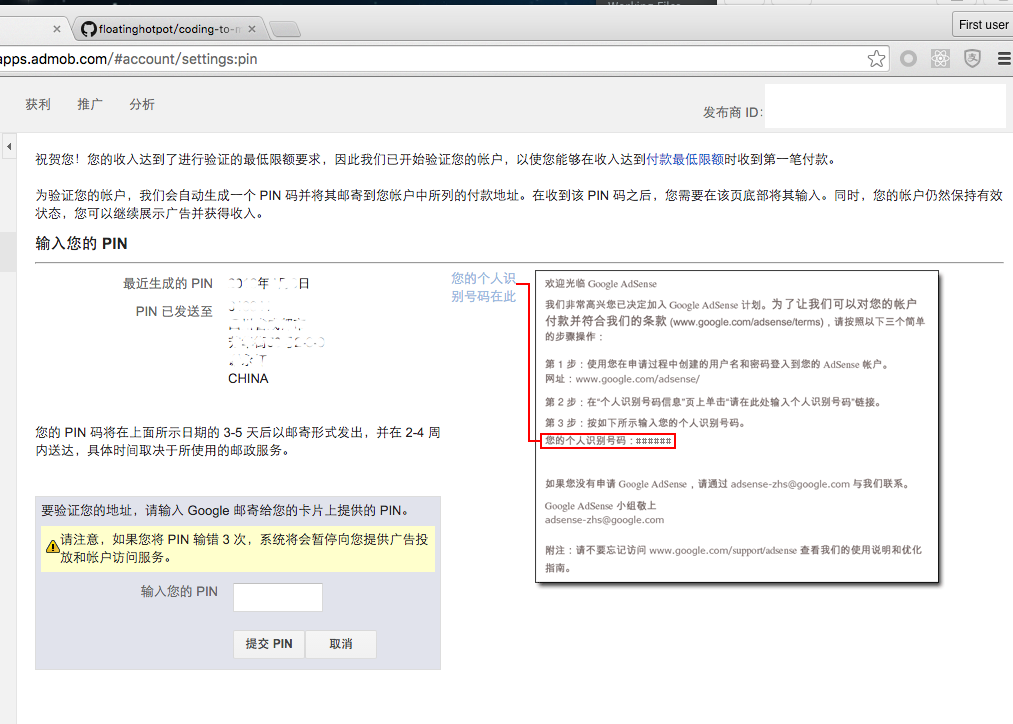 Working Files
floatinghotpot/coding-to-m
First user
apps.admob.com/#account/settings:pin
获利 推广 分析
发布商 ID:
祝贺您！您的收入达到了进行验证的最低限额要求，因此我们已开始验证您的帐户，以使您能够在收入达到付款最低限额时收到第一笔付款。
为验证您的帐户，我们会自动生成一个 PIN 码并将其邮寄到您帐户中所列的付款地址。在收到该 PIN 码之后，您需要在该页底部将其输入。同时，您的帐户仍然保持有效
状态，您可以继续展示广告并获得收入。
输入您的 PIN
最近生成的 PIN
年 日
PIN 已发送至
CHINA
您的 PIN 码将在上面所示日期的 3-5 天后以邮寄形式发出，并在 2-4 周
内送达，具体时间取决于所使用的邮政服务。
要验证您的地址，请输入 Google 邮寄给您的卡片上提供的 PIN。
请注意，如果您将 PIN 输错 3 次，系统将会暂停向您提供广告投
放和帐户访问服务。
输入您的 PIN
提交 PIN 取消
您的个人识
别号码在此
欢迎光临 Google AdSense
我们非常高兴您已决定加入 Google AdSense 计划。为了让我们可以对您的帐户
付款并符合我们的条款 (www.google.com/adsense/terms)，请按照以下三个简单
的步骤操作：
第 1 步：使用您在申请过程中创建的用户名和密码登入到您的 AdSense 帐户。
网址：www.google.com/adsense/
第 2 步：在“个人识别号码信息”页上单击“请在此处输入个人识别号码”链接。
第 3 步：按如下所示输入您的个人识别号码。
您的个人识别号码：######
如果您没有申请 Google AdSense，请通过 adsense-zhs@google.com 与我们联系。
Google AdSense 小组敬上
adsense-zhs@google.com
附注：请不要忘记访问 www.google.com/support/adsense 查看我们的使用说明和优化
指南。